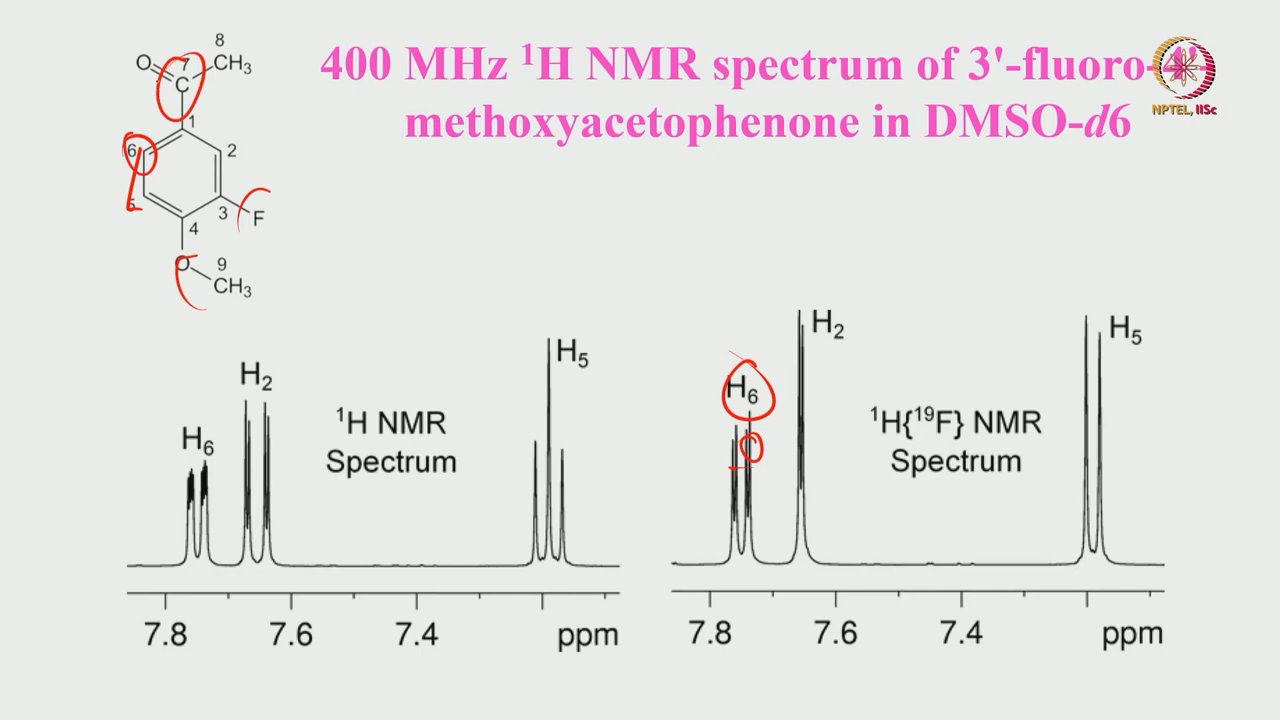 400 MHz ¹H NMR spectrum of 3'-fluoro-4'-
methoxyacetophenone in DMSO-d6
NPTEL, IISc
8
O 7 CH₃
1
6 2
5 3 F
4
O 9
CH₃
H₆ H₂ H₅
¹H NMR
Spectrum
7.8 7.6 7.4 ppm
H₆ H₂ H₅
¹H{¹⁹F} NMR
Spectrum
7.8 7.6 7.4 ppm